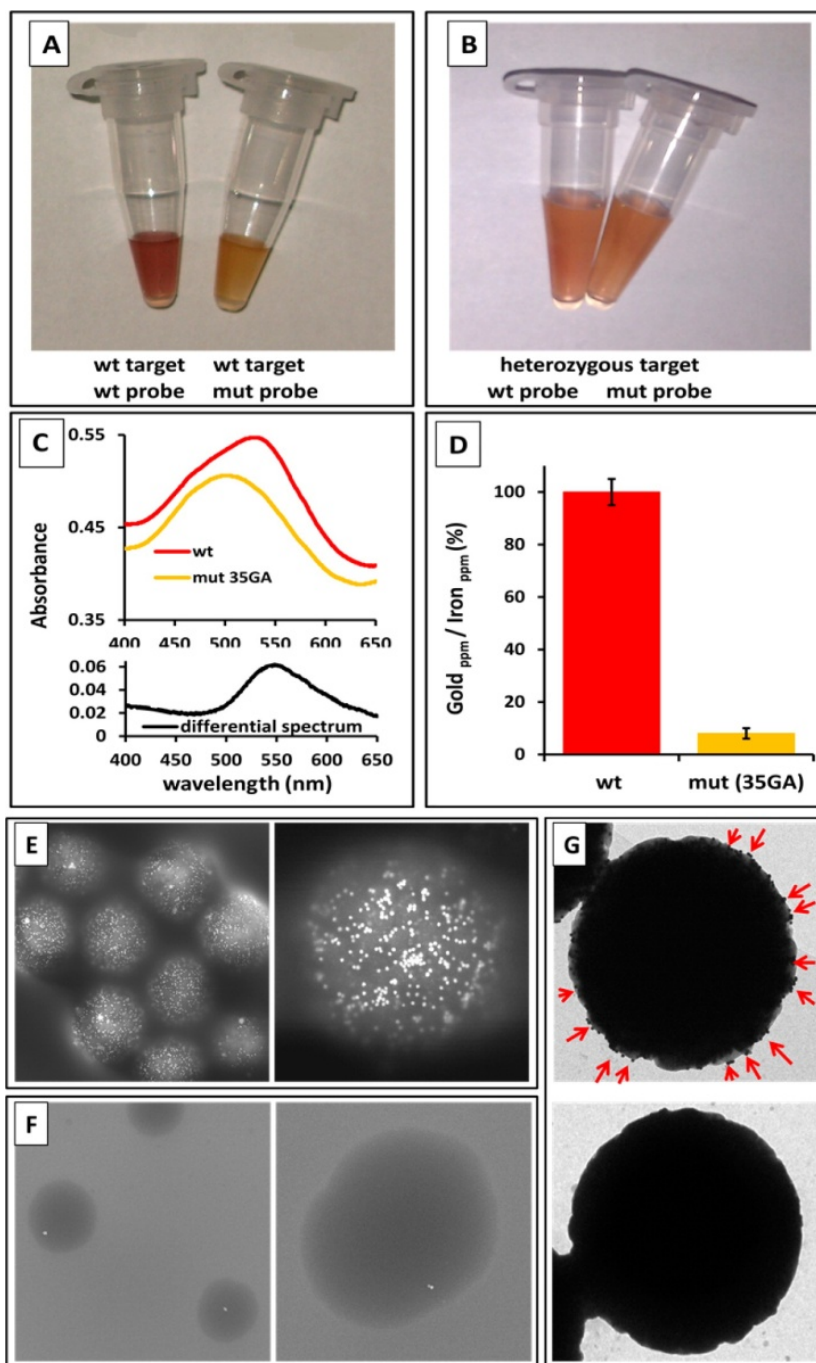 A
wt target wt target
wt probe mut probe
B
heterozygous target
wt probe mut probe
C
0.55
0.45
0.35
Absorbance
wt
mut 35GA
400 450 500 550 600 650
0.06
0.04
0.02
0
differential spectrum
400 450 500 550 600 650
wavelength (nm)
D
100
80
60
40
20
0
Gold ppm / Iron ppm (%)
wt mut (35GA)
E
G
F